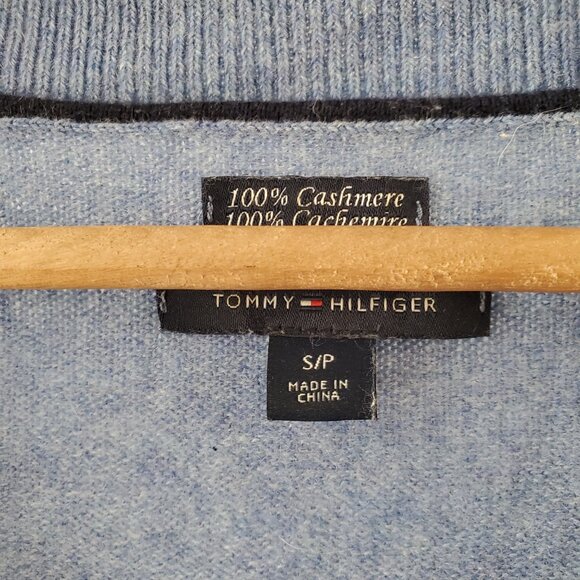 100% Cashmere
100% Cachemire
TOMMY HILFIGER
S/P
MADE IN
CHINA